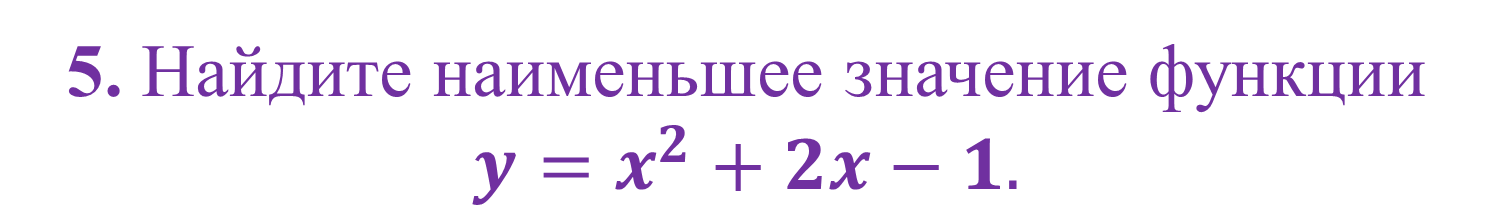 5. Найдите наименьшее значение функции
y = x² + 2x − 1.